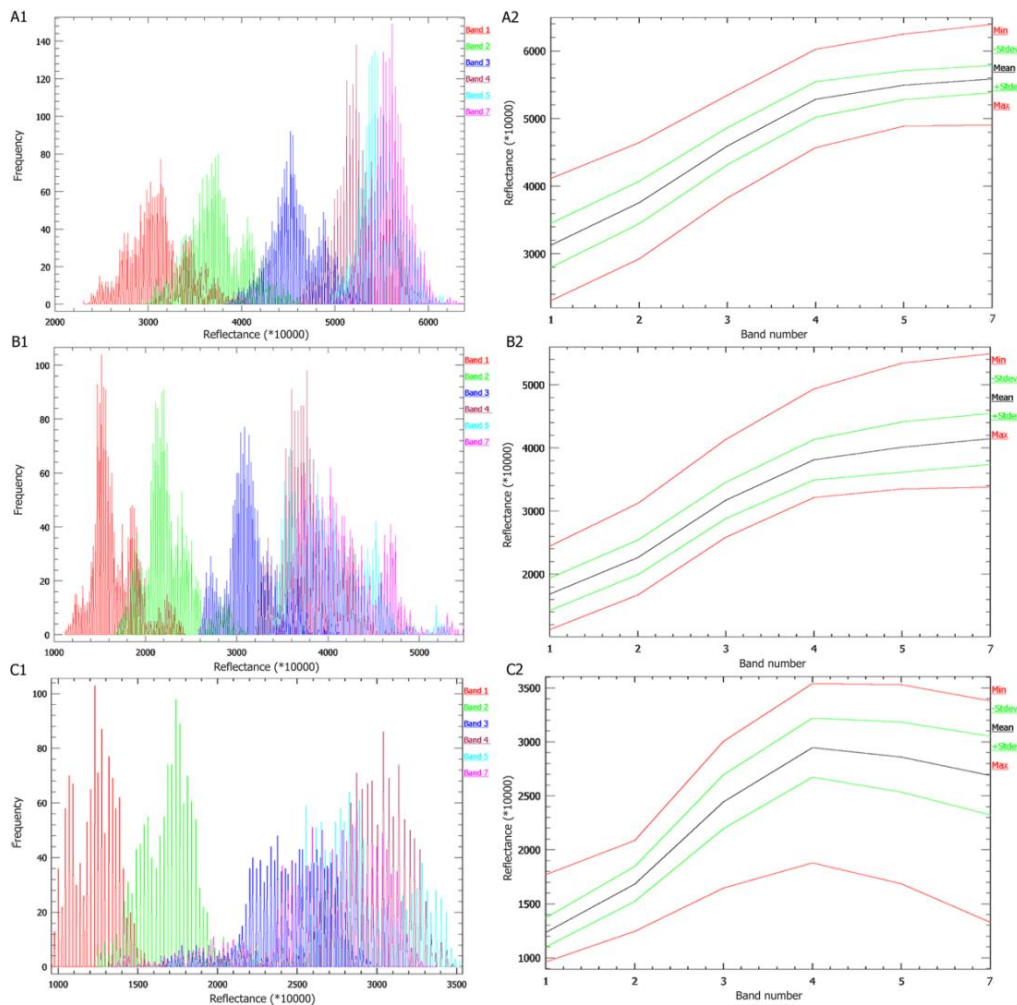 A1
Band 1
Band 2
Band 3
Band 4
Band 5
Band 7
140
120
100
80
60
40
20
0
Frequency
2000 3000 4000 5000 6000
Reflectance (*10000)
A2
Min
-Stdev
Mean
+Stdev
Max
6000
5000
4000
3000
Reflectance (*10000)
1 2 3 4 5 7
Band number
B1
Band 1
Band 2
Band 3
Band 4
Band 5
Band 7
100
80
60
40
20
0
Frequency
1000 2000 3000 4000 5000
Reflectance (*10000)
B2
Min
-Stdev
Mean
+Stdev
Max
5000
4000
3000
2000
Reflectance (*10000)
1 2 3 4 5 7
Band number
C1
Band 1
Band 2
Band 3
Band 4
Band 5
Band 7
100
80
60
40
20
0
Frequency
1000 1500 2000 2500 3000 3500
Reflectance (*10000)
C2
Min
-Stdev
Mean
+Stdev
Max
3500
3000
2500
2000
1500
1000
Reflectance (*10000)
1 2 3 4 5 7
Band number